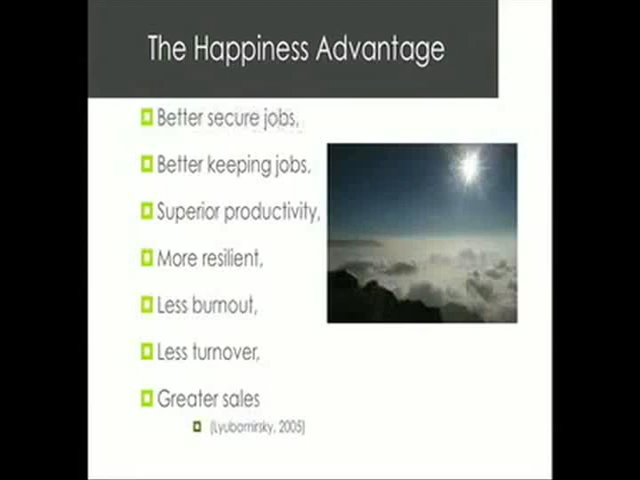 The Happiness Advantage
Better secure jobs,
Better keeping jobs,
Superior productivity,
More resilient,
Less burnout,
Less turnover,
Greater sales
(Lyubomirsky, 2005)